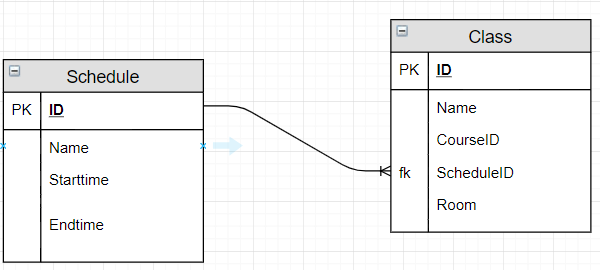 Schedule
PK ID
Name
Starttime
Endtime
Class
PK ID
Name
CourseID
fk ScheduleID
Room